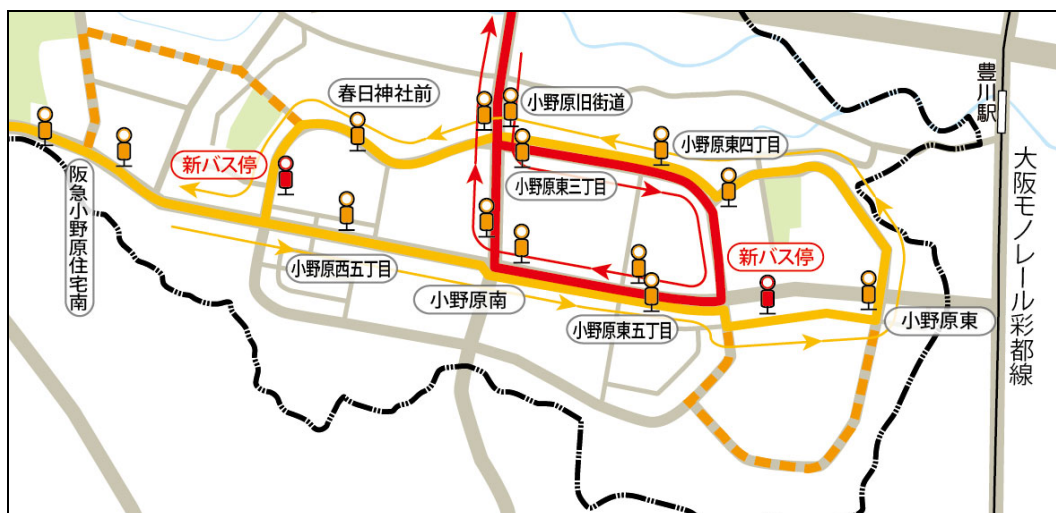 春日神社前
小野原旧街道
豊川駅
小野原東四丁目
新バス停
小野原東三丁目
阪急小野原住宅南
大阪モノレール彩都線
小野原西五丁目
新バス停
小野原南
小野原東五丁目
小野原東